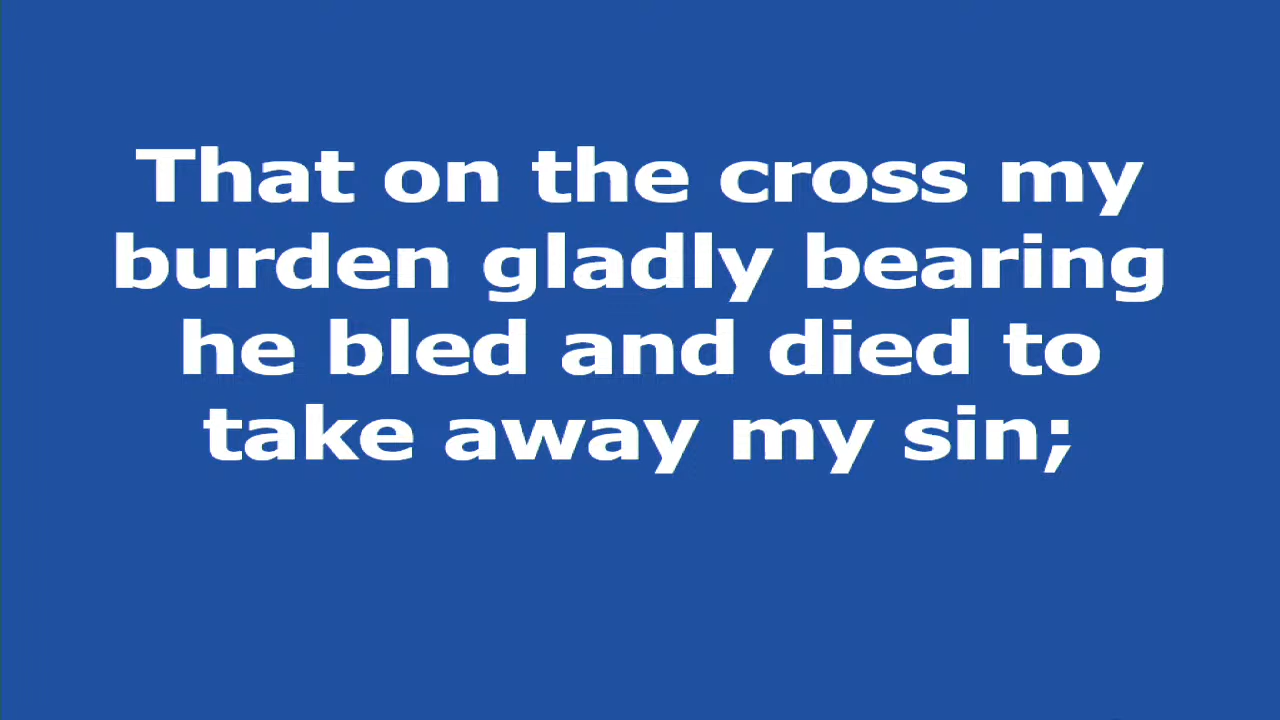 That on the cross my
burden gladly bearing
he bled and died to
take away my sin;